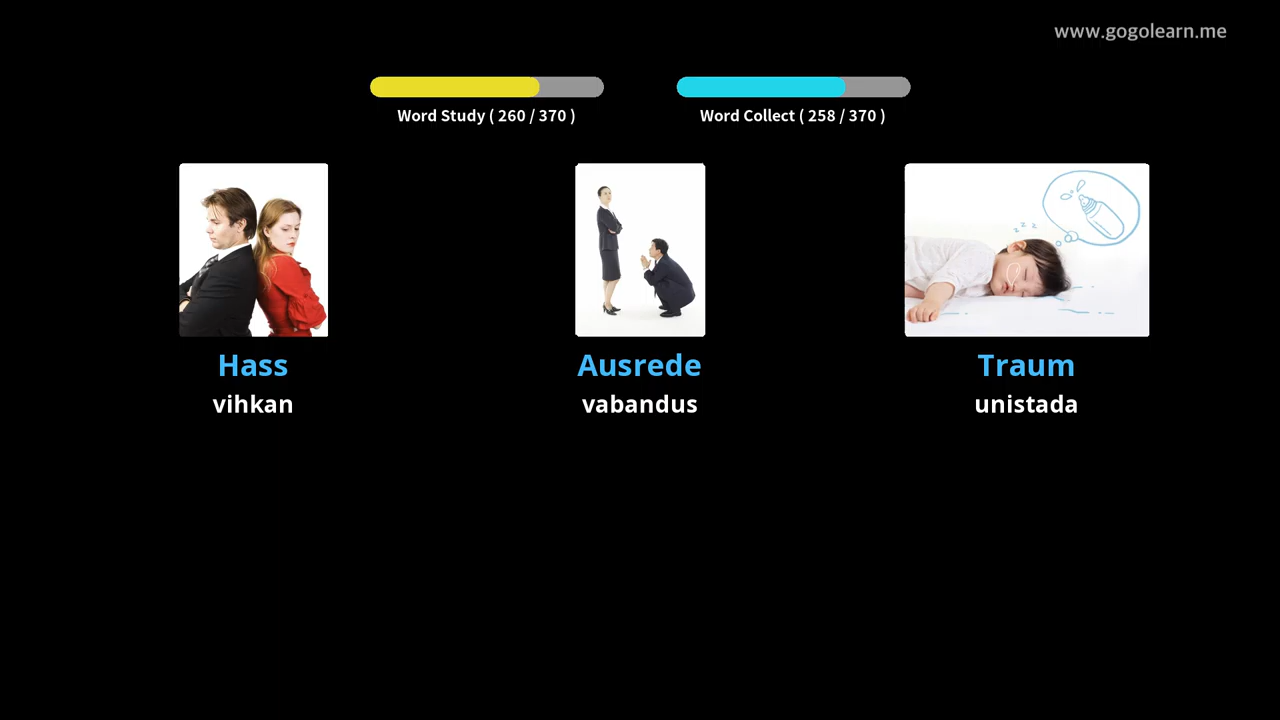 www.gogolearn.me
Word Study ( 260 / 370 )
Word Collect ( 258 / 370 )
Hass
vihkan
Ausrede
vabandus
Traum
unistada